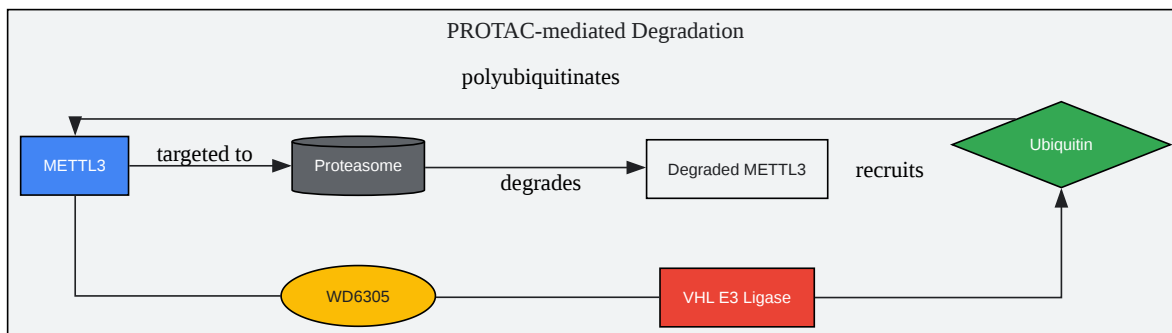 PROTAC-mediated Degradation
polyubiquitinates
METTL3
targeted to
Proteasome
degrades
Degraded METTL3
recruits
Ubiquitin
WD6305
VHL E3 Ligase